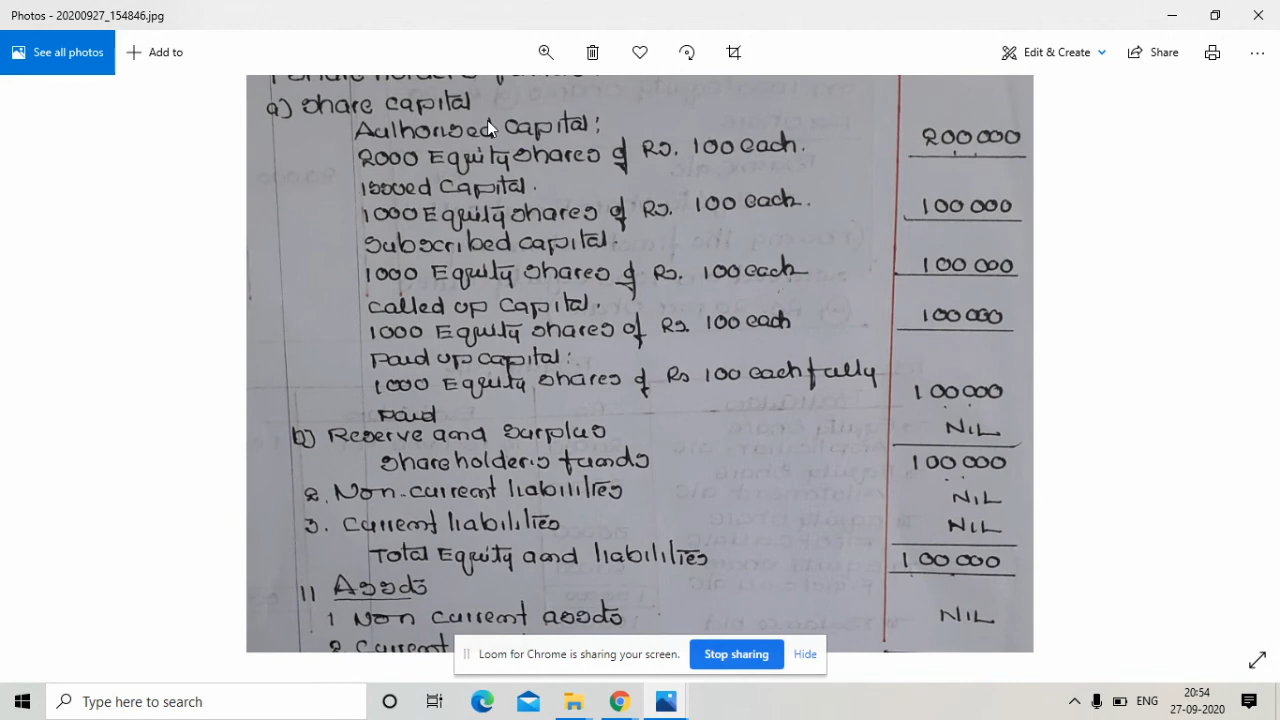 Photos - 20200927_154846.jpg
See all photos
Add to
Edit & Create
Share
a) Share capital
Authorised capital:
2000 Equity shares of Rs. 100 each. 200000
Issued Capital.
1000 Equity shares of Rs. 100 each. 100000
Subscribed capital:
1000 Equity shares of Rs. 100 each 100000
Called up Capital.
1000 Equity shares of Rs. 100 each 100000
Paid up capital:
1000 Equity shares of Rs 100 each fully 100000
Paid
b) Reserve and Surplus NIL
Shareholder's funds 100000
2. Non-current liabilities NIL
3. Current liabilities NIL
Total Equity and liabilities 100000
II Assets
1 Non current assets NIL
2. Current
Loom for Chrome is sharing your screen. Stop sharing Hide
Type here to search
ENG
20:54
27-09-2020